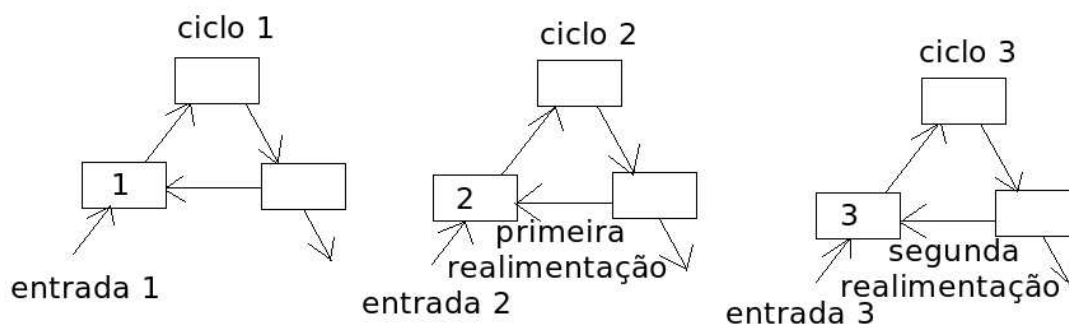 ciclo 1
1
entrada 1
ciclo 2
2
primeira
realimentação
entrada 2
ciclo 3
3
segunda
realimentação
entrada 3